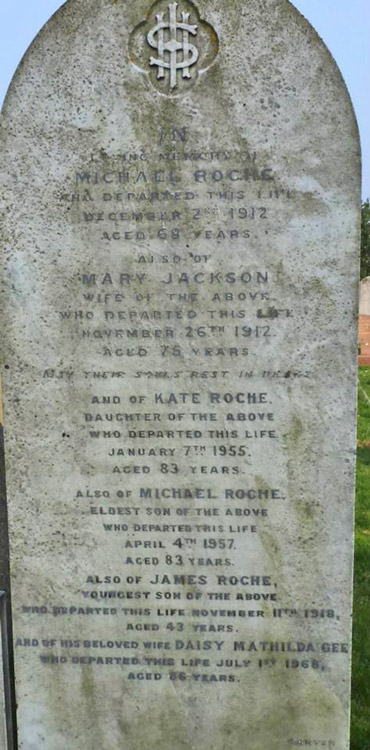 IHS
IN
LOVING MEMORY OF
MICHAEL ROCHE
WHO DEPARTED THIS LIFE
DECEMBER 2ND 1912
AGED 68 YEARS.
ALSO OF
MARY JACKSON
WIFE OF THE ABOVE
WHO DEPARTED THIS LIFE
NOVEMBER 26TH 1912.
AGED 75 YEARS
MAY THEIR SOULS REST IN PEACE
AND OF KATE ROCHE.
DAUGHTER OF THE ABOVE
WHO DEPARTED THIS LIFE
JANUARY 7TH 1955.
AGED 83 YEARS.
ALSO OF MICHAEL ROCHE.
ELDEST SON OF THE ABOVE
WHO DEPARTED THIS LIFE
APRIL 4TH 1957.
AGED 83 YEARS.
ALSO OF JAMES ROCHE,
YOUNGEST SON OF THE ABOVE
WHO DEPARTED THIS LIFE NOVEMBER 11TH 1918,
AGED 43 YEARS.
AND OF HIS BELOVED WIFE DAISY MATHILDA GEE
WHO DEPARTED THIS LIFE JULY 1ST 1968,
AGED 86 YEARS.